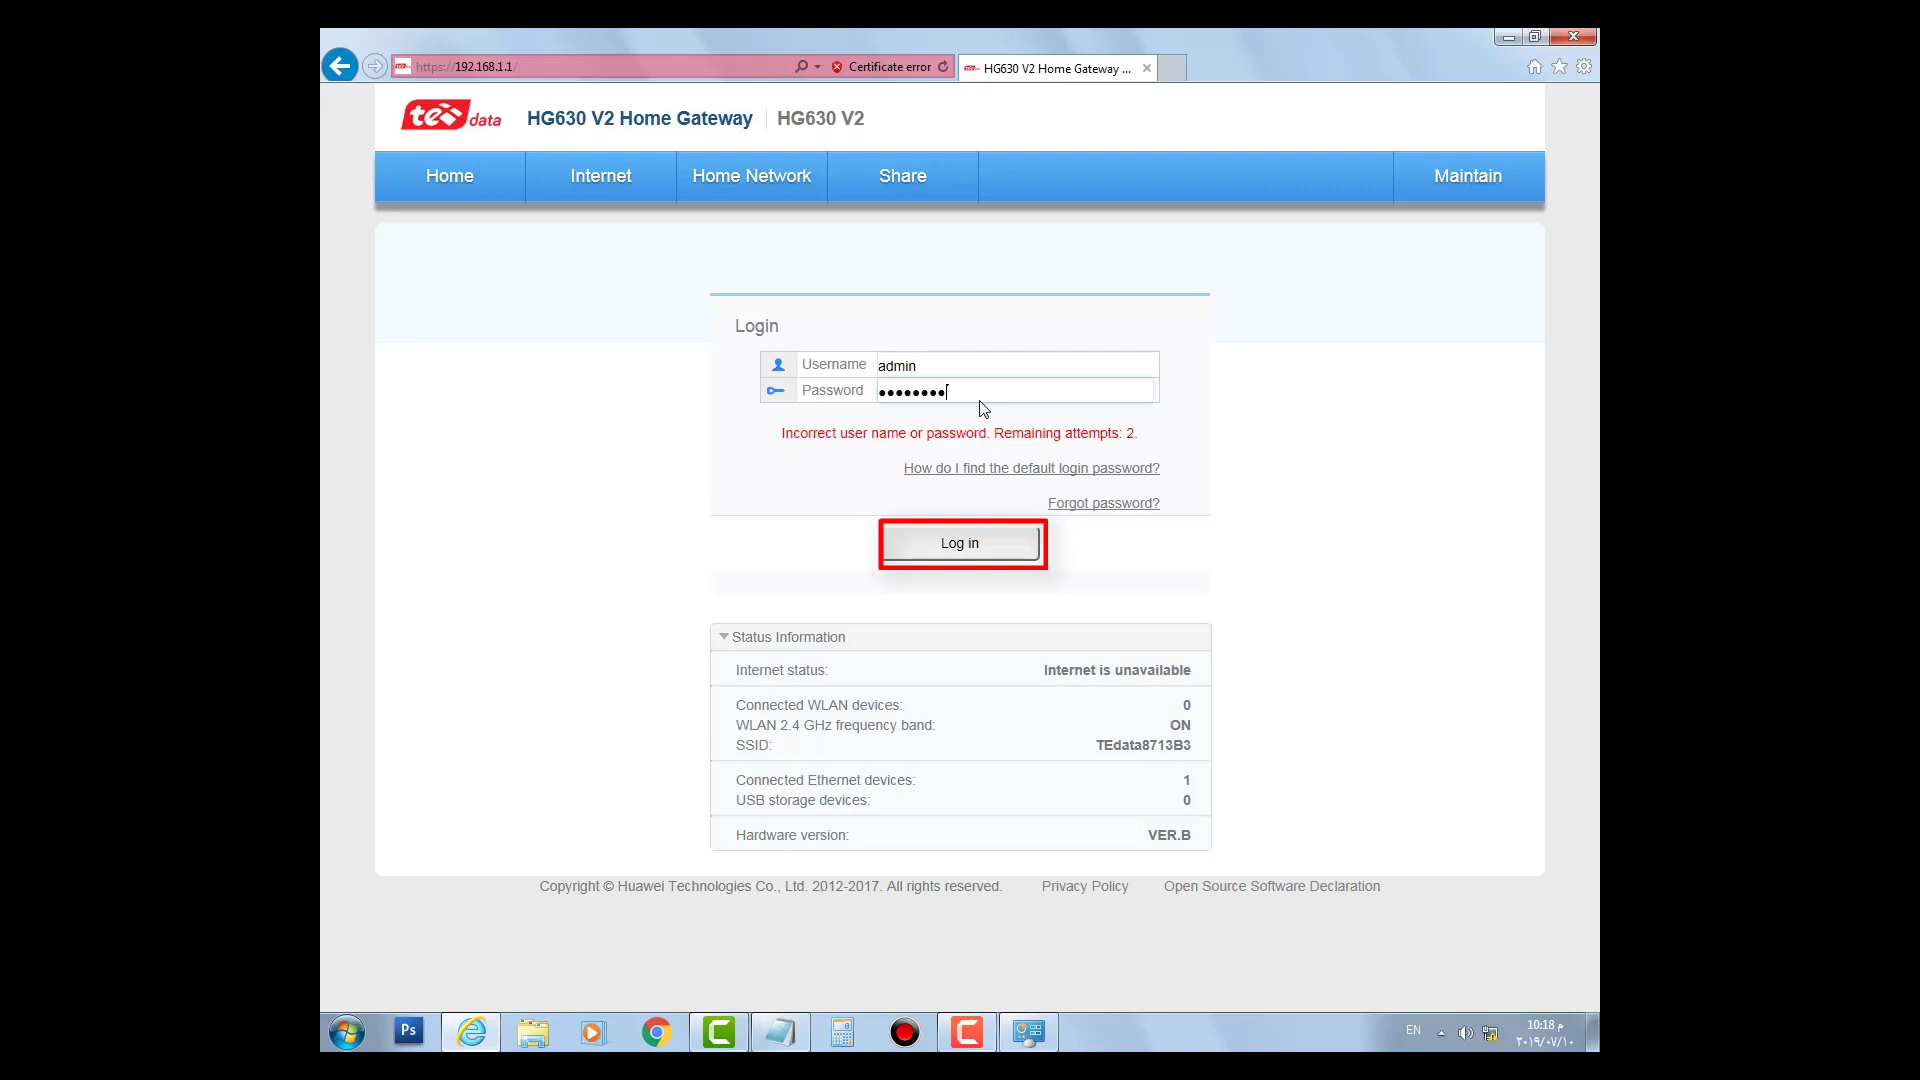 https://192.168.1.1/
Certificate error
HG630 V2 Home Gateway ...
te data
HG630 V2 Home Gateway
HG630 V2
Home
Internet
Home Network
Share
Maintain
Login
Username
admin
Password
Incorrect user name or password. Remaining attempts: 2.
How do I find the default login password?
Forgot password?
Log in
Status Information
Internet status: Internet is unavailable
Connected WLAN devices: 0
WLAN 2.4 GHz frequency band: ON
SSID: TEdata8713B3
Connected Ethernet devices: 1
USB storage devices: 0
Hardware version: VER.B
Copyright © Huawei Technologies Co., Ltd. 2012-2017. All rights reserved. Privacy Policy Open Source Software Declaration
Ps
EN
10:18 م
٢٠١٩/٠٧/١٠